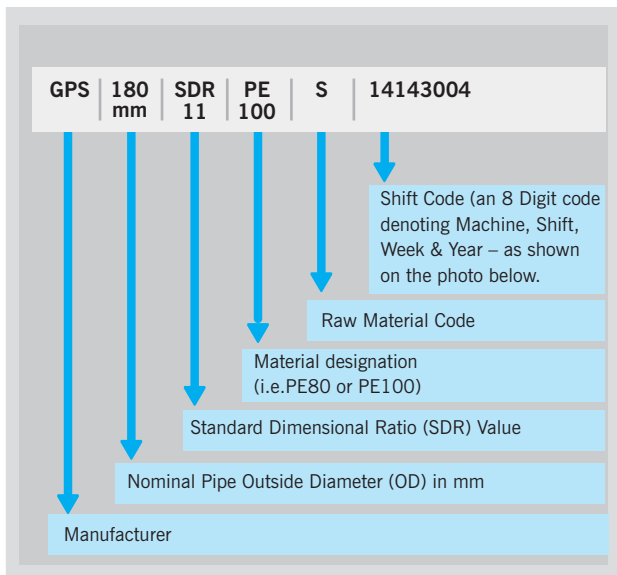 GPS 180 mm SDR 11 PE 100 S 14143004
Shift Code (an 8 Digit code
denoting Machine, Shift,
Week & Year – as shown
on the photo below.
Raw Material Code
Material designation
(i.e.PE80 or PE100)
Standard Dimensional Ratio (SDR) Value
Nominal Pipe Outside Diameter (OD) in mm
Manufacturer